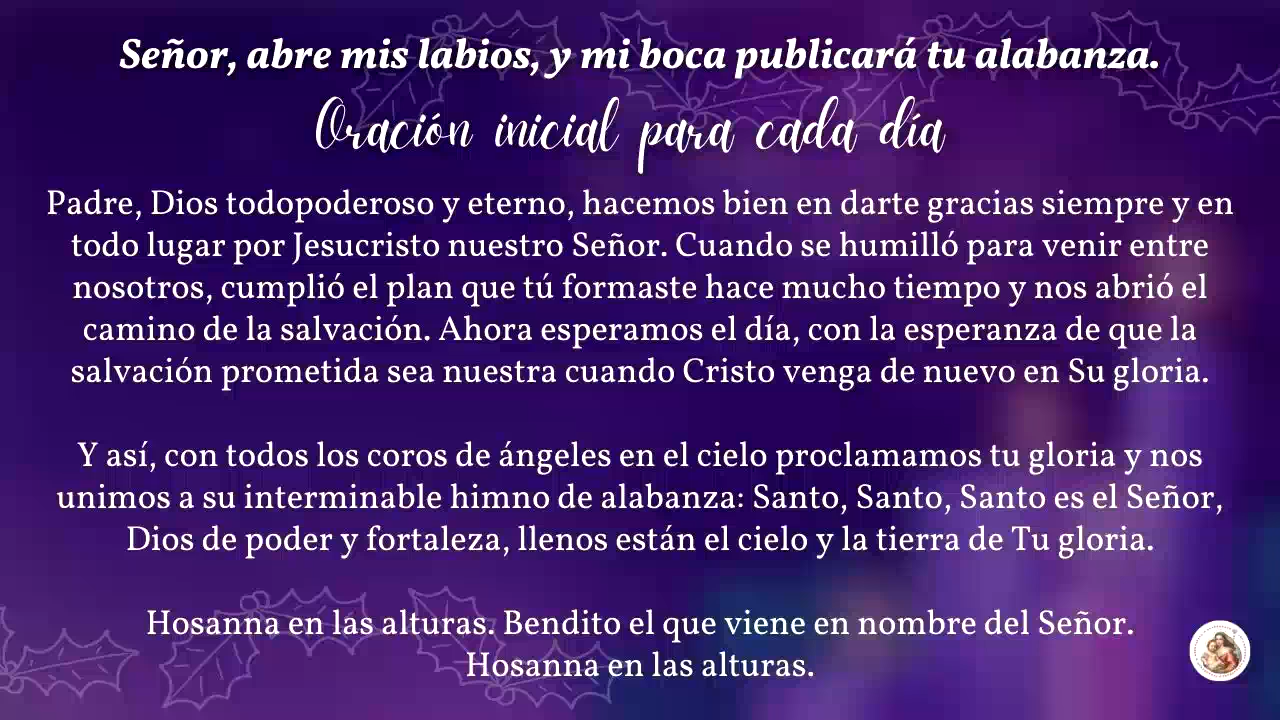 Señor, abre mis labios, y mi boca publicará tu alabanza.
Oración inicial para cada día
Padre, Dios todopoderoso y eterno, hacemos bien en darte gracias siempre y en
todo lugar por Jesucristo nuestro Señor. Cuando se humilló para venir entre
nosotros, cumplió el plan que tú formaste hace mucho tiempo y nos abrió el
camino de la salvación. Ahora esperamos el día, con la esperanza de que la
salvación prometida sea nuestra cuando Cristo venga de nuevo en Su gloria.
Y así, con todos los coros de ángeles en el cielo proclamamos tu gloria y nos
unimos a su interminable himno de alabanza: Santo, Santo, Santo es el Señor,
Dios de poder y fortaleza, llenos están el cielo y la tierra de Tu gloria.
Hosanna en las alturas. Bendito el que viene en nombre del Señor.
Hosanna en las alturas.